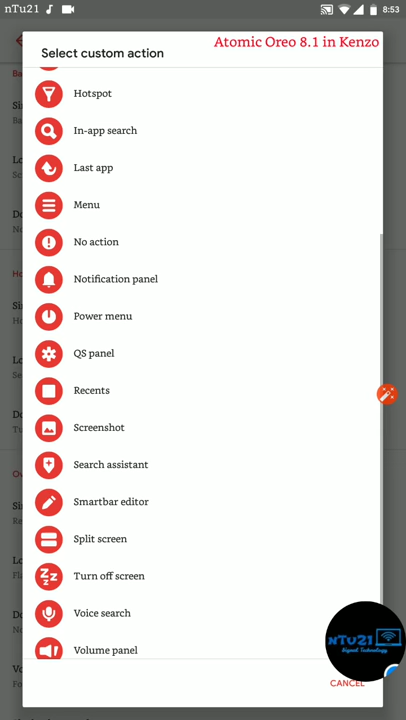 nTu21
8:53
Atomic Oreo 8.1 in Kenzo
Select custom action
Hotspot
In-app search
Last app
Menu
No action
Notification panel
Power menu
QS panel
Recents
Screenshot
Search assistant
Smartbar editor
Split screen
Turn off screen
Voice search
Volume panel
nTu21
Signal Technology
CANCEL